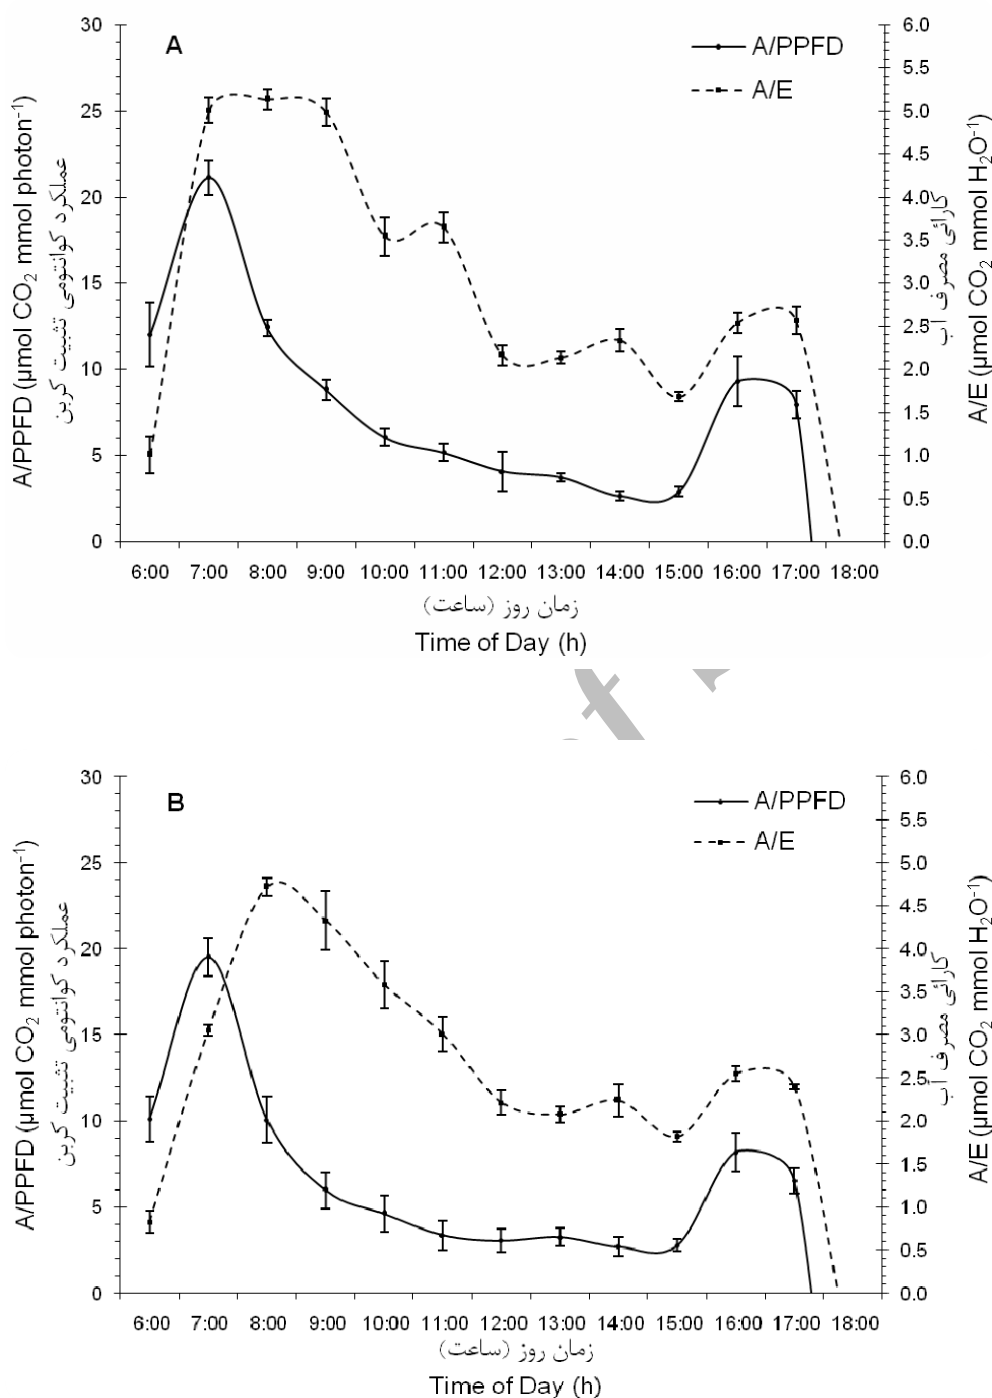 A
A/PPFD
A/E
30
25
20
15
10
5
0
6.0
5.5
5.0
4.5
4.0
3.5
3.0
2.5
2.0
1.5
1.0
0.5
0.0
A/PPFD (µmol CO₂ mmol photon⁻¹)
عملکرد کوانتومی تثبیت کربن
کارائی مصرف آب
A/E (µmol CO₂ mmol H₂O⁻¹)
6:00 7:00 8:00 9:00 10:00 11:00 12:00 13:00 14:00 15:00 16:00 17:00 18:00
زمان روز (ساعت)
Time of Day (h)
B
A/PPFD
A/E
30
25
20
15
10
5
0
6.0
5.5
5.0
4.5
4.0
3.5
3.0
2.5
2.0
1.5
1.0
0.5
0.0
A/PPFD (µmol CO₂ mmol photon⁻¹)
عملکرد کوانتومی تثبیت کربن
کارائی مصرف آب
A/E (µmol CO₂ mmol H₂O⁻¹)
6:00 7:00 8:00 9:00 10:00 11:00 12:00 13:00 14:00 15:00 16:00 17:00 18:00
زمان روز (ساعت)
Time of Day (h)